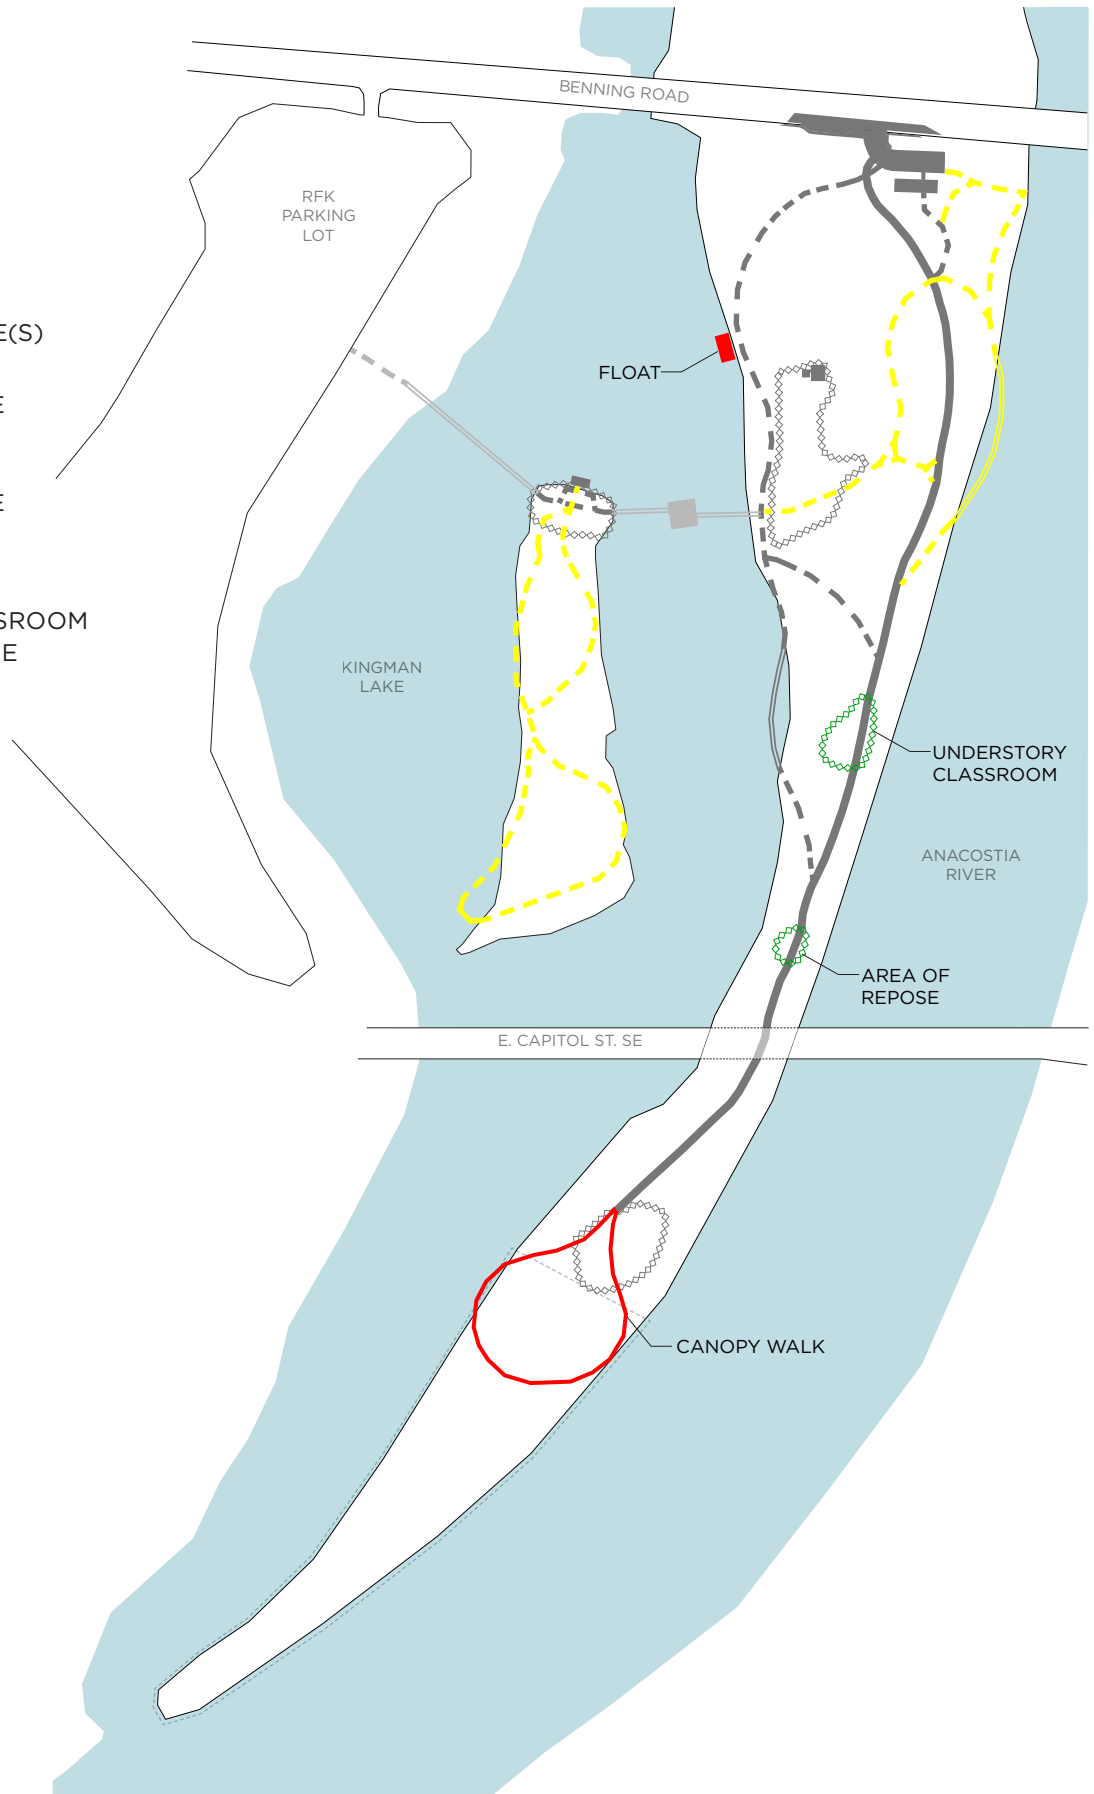 BENNING ROAD
RFK
PARKING
LOT
E(S)
FLOAT
E
E
SSROOM
E
KINGMAN
LAKE
UNDERSTORY
CLASSROOM
ANACOSTIA
RIVER
AREA OF
REPOSE
E. CAPITOL ST. SE
CANOPY WALK